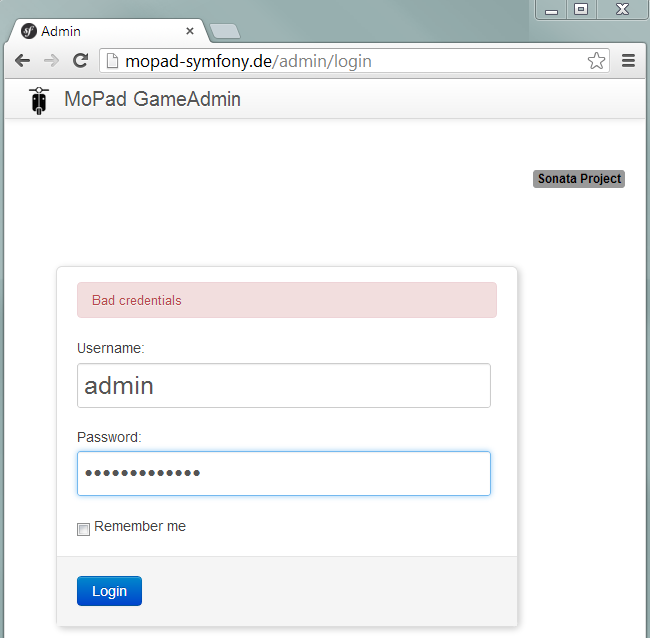 Admin
mopad-symfony.de/admin/login
MoPad GameAdmin
Sonata Project
Bad credentials
Username:
admin
Password:
•••••••••••••
Remember me
Login